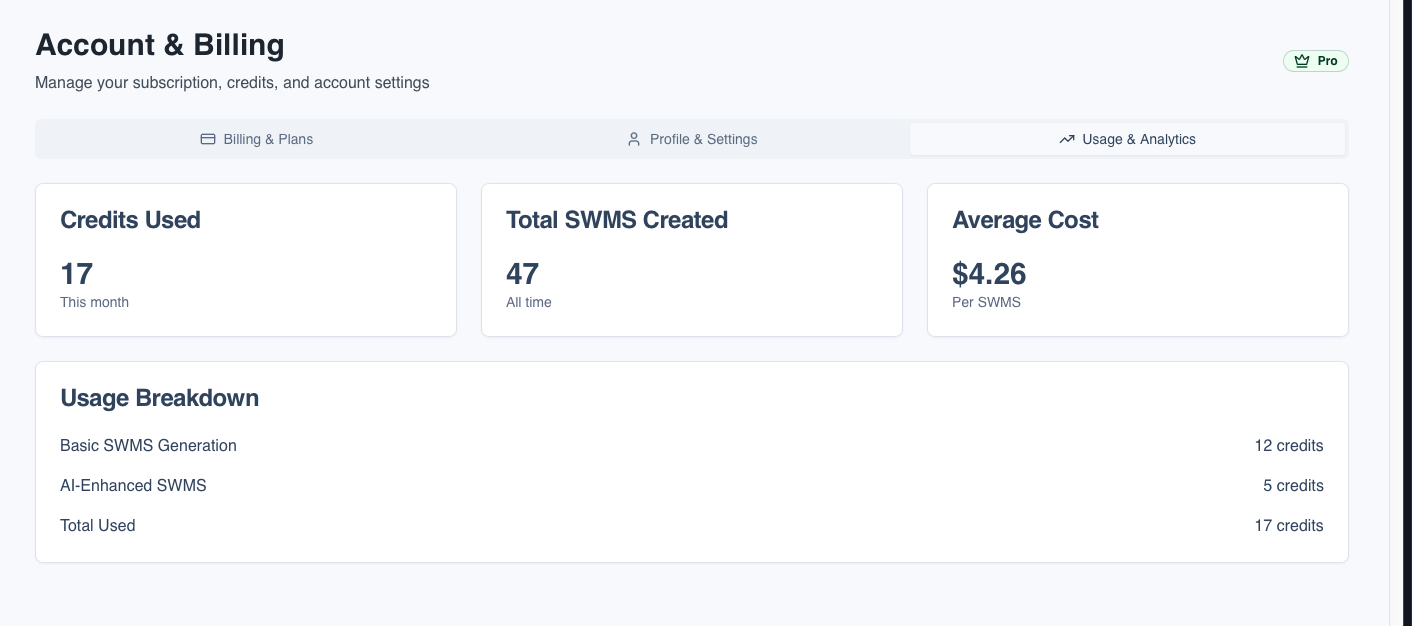 Account & Billing
Manage your subscription, credits, and account settings
Pro
Billing & Plans
Profile & Settings
Usage & Analytics
Credits Used
17
This month
Total SWMS Created
47
All time
Average Cost
$4.26
Per SWMS
Usage Breakdown
Basic SWMS Generation
12 credits
AI-Enhanced SWMS
5 credits
Total Used
17 credits